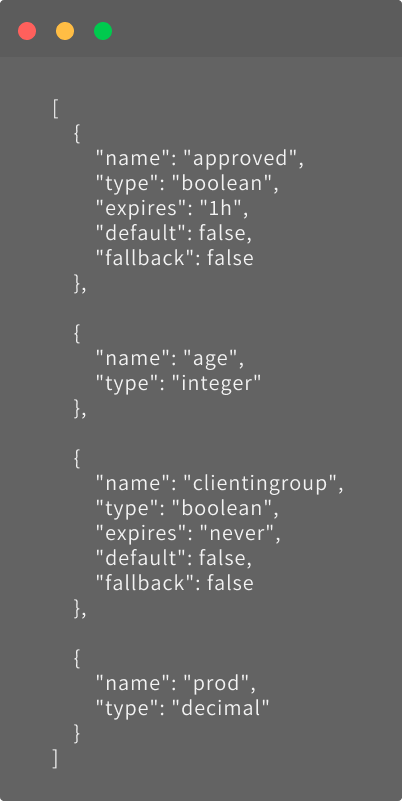 [
{
"name": "approved",
"type": "boolean",
"expires": "1h",
"default": false,
"fallback": false
},
{
"name": "age",
"type": "integer"
},
{
"name": "clientingroup",
"type": "boolean",
"expires": "never",
"default": false,
"fallback": false
},
{
"name": "prod",
"type": "decimal"
}
]